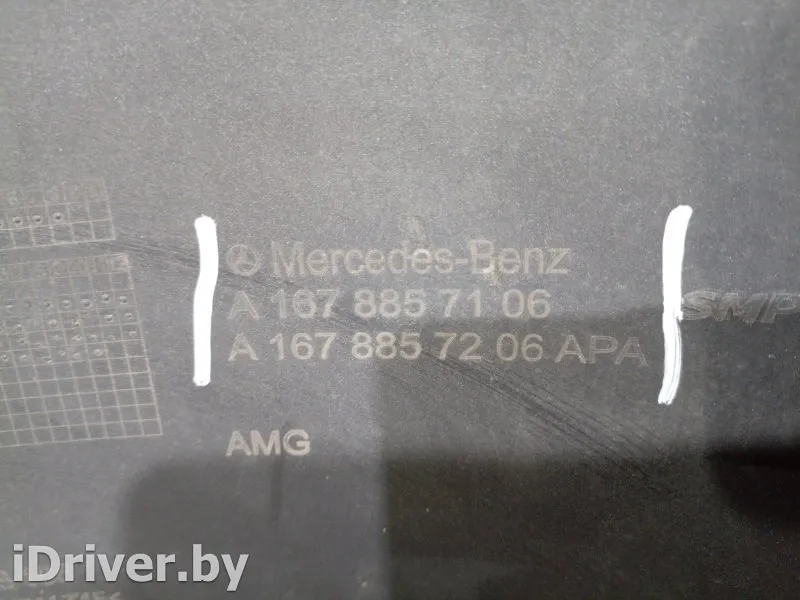 Mercedes-Benz
A 167 885 71 06
A 167 885 72 06 APA
SMP
AMG
iDriver.by